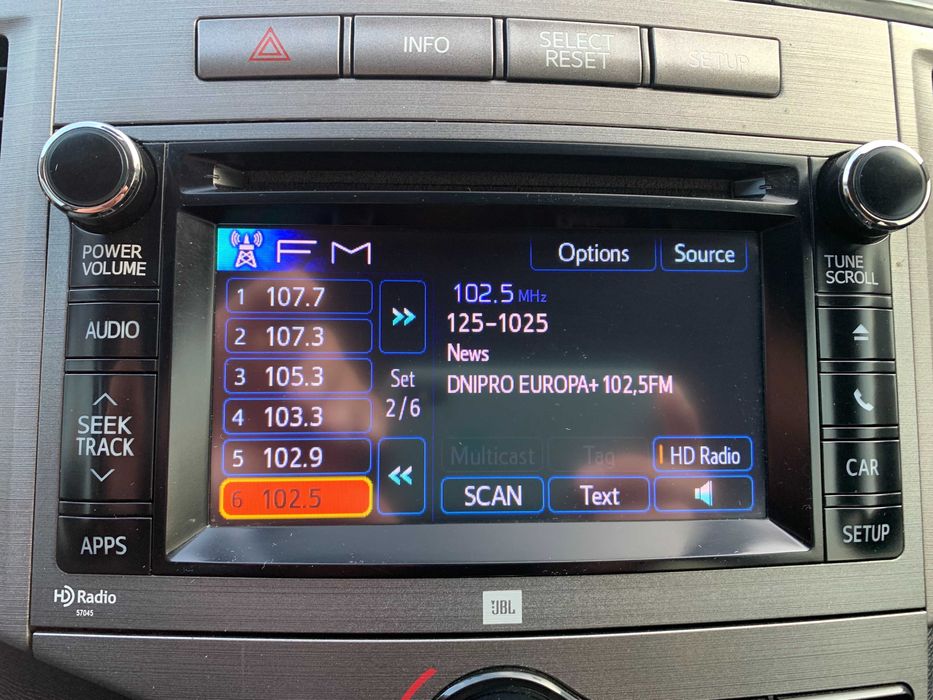 INFO
SELECT
RESET
SETUP
POWER
VOLUME
AUDIO
SEEK
TRACK
APPS
HD Radio
57045
FM
Options
Source
1 107.7
2 107.3
3 105.3
4 103.3
5 102.9
6 102.5
Set
2/6
102.5 MHz
125-1025
News
DNIPRO EUROPA+ 102,5FM
Multicast
Tag
HD Radio
SCAN
Text
TUNE
SCROLL
CAR
SETUP
JBL